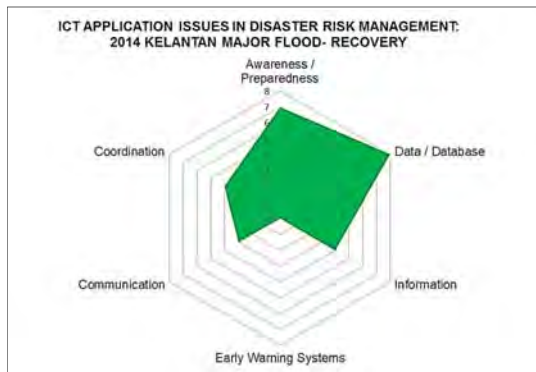 ICT APPLICATION ISSUES IN DISASTER RISK MANAGEMENT:
2014 KELANTAN MAJOR FLOOD- RECOVERY
Awareness /
Preparedness
8
7
6
Coordination
Data / Database
Communication
Information
Early Warning Systems